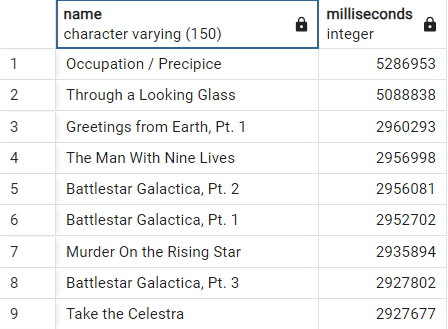 name milliseconds
character varying (150) integer
1 Occupation / Precipice 5286953
2 Through a Looking Glass 5088838
3 Greetings from Earth, Pt. 1 2960293
4 The Man With Nine Lives 2956998
5 Battlestar Galactica, Pt. 2 2956081
6 Battlestar Galactica, Pt. 1 2952702
7 Murder On the Rising Star 2935894
8 Battlestar Galactica, Pt. 3 2927802
9 Take the Celestra 2927677